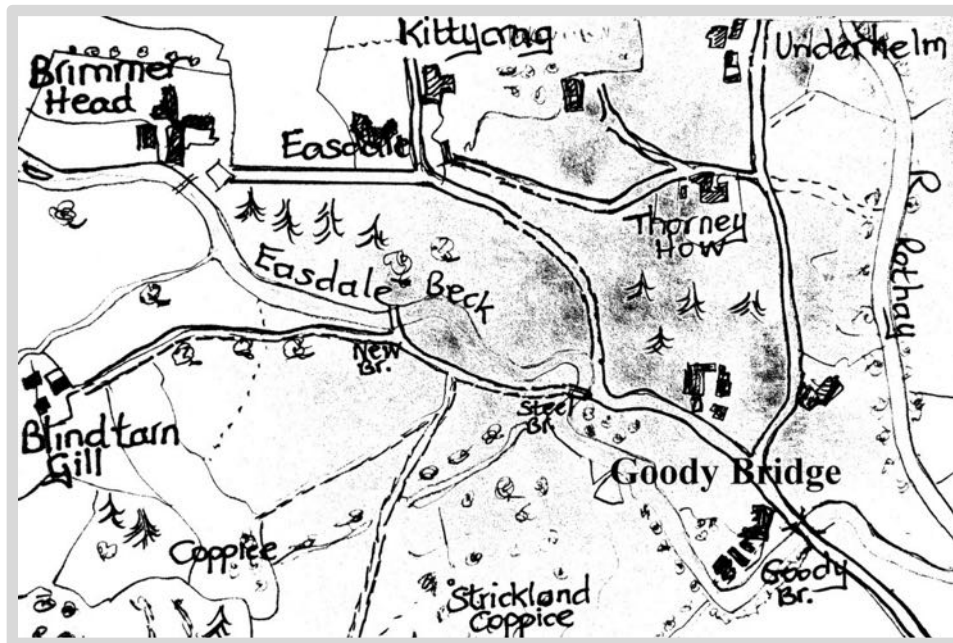 Kittycrag
Underhelm
Brimmer
Head
Easdale
R. Rothay
Thorney
How
Easdale Beck
New
Br.
Steel
Br.
Blindtarn
Gill
Goody Bridge
Coppice
Goody
Br.
Strickland
Coppice